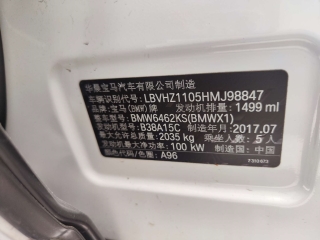 华晨宝马汽车有限公司制造
车辆识别代号: LBVHZ1105HMJ98847
品牌: 宝马(BMW)牌 发动机排量: 1499 ml
整车型号: BMW6462KS(BMWX1)
发动机型号: B38A15C 制造年月: 2017.07
最大允许总质量: 2035 kg 乘坐人数: 5 人
发动机最大净功率: 100 kW 制造国: 中国
车身颜色代码: A96